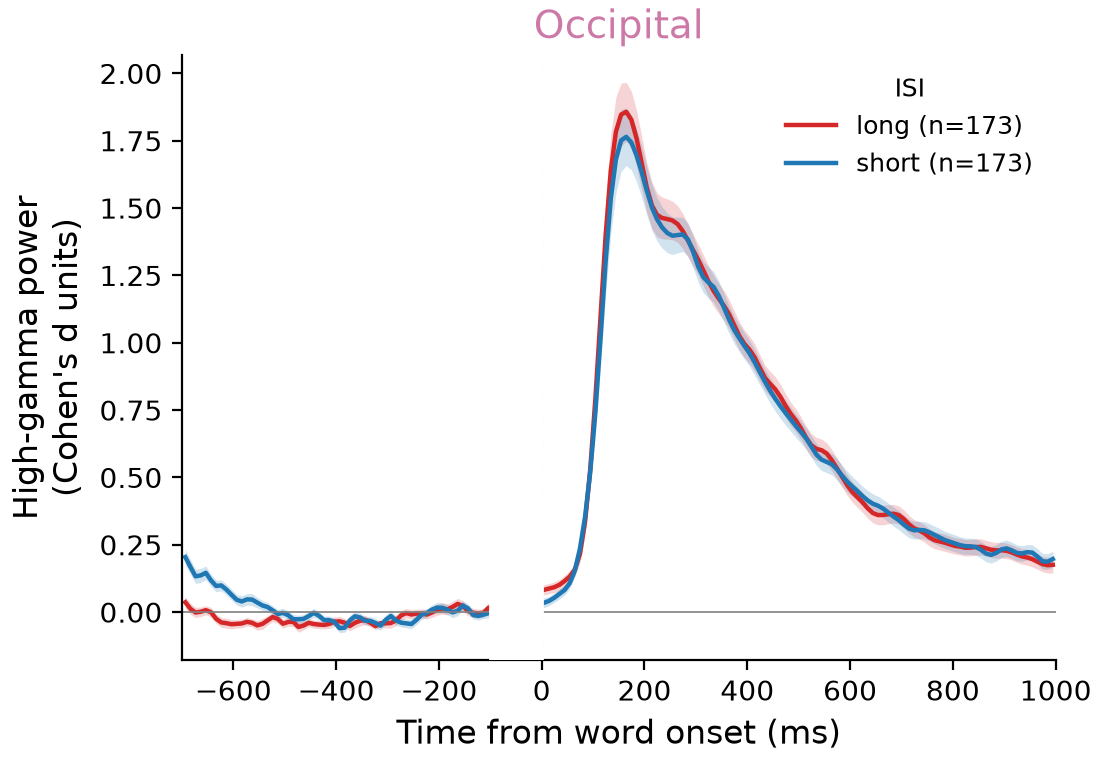 Occipital
2.00
1.75
1.50
1.25
1.00
0.75
0.50
0.25
0.00
High-gamma power
(Cohen's d units)
ISI
long (n=173)
short (n=173)
−600 −400 −200 0 200 400 600 800 1000
Time from word onset (ms)